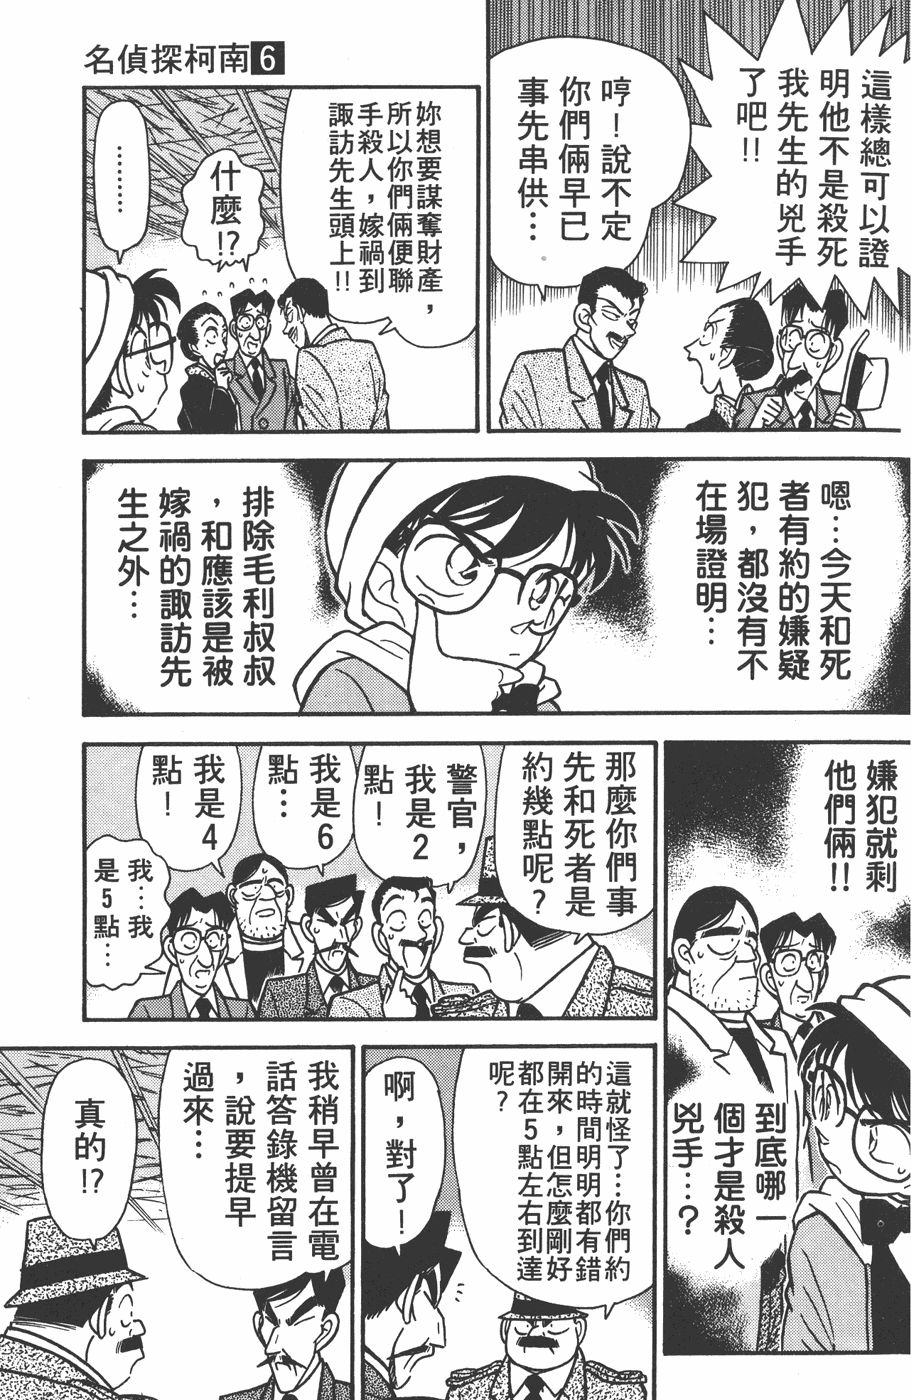 名偵探柯南6
這樣總可以證
明他不是殺死
我先生的兇手
了吧!!
哼!說不定
你們倆早已
事先串供…
妳想要謀奪財產，
所以你們倆便聯
手殺人，嫁禍到
諏訪先生頭上!!
什麼!?
………
嗯…今天和死
者有約的嫌疑
犯，都沒有不
在場證明…
排除毛利叔叔
，和應該是被
嫁禍的諏訪先
生之外…
嫌犯就剩
他們倆!!
到底哪一
個才是殺人
兇手…？
那麼你們事
先和死者是
約幾點呢？
警官，
我是2
點!
我是6
點…
我是4
點!
我…我
是5點…
這就怪了…你們約
的時間明明都有錯
開來，但怎麼剛好
都在5點左右到達
呢？
啊，對了!
我稍早曾在電
話答錄機留言
，說要提早
過來…
真的!?